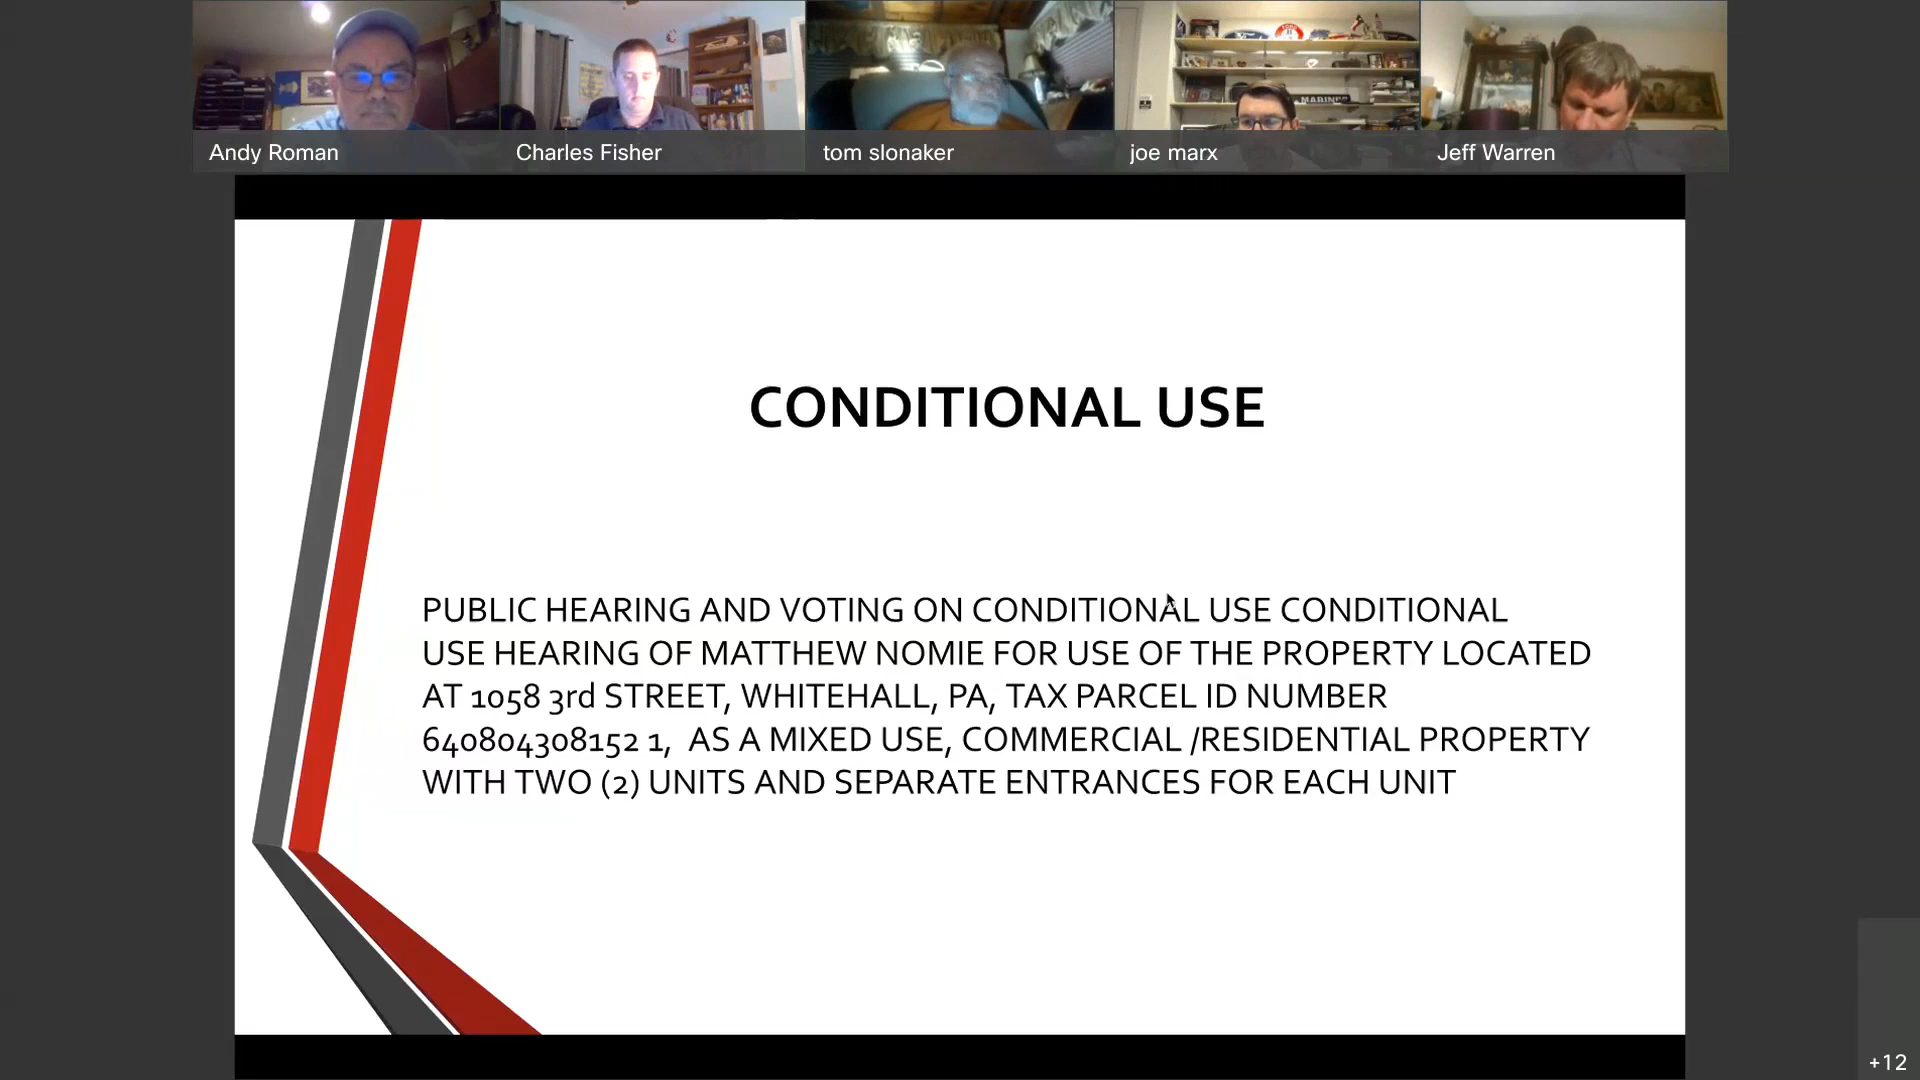 Andy Roman
Charles Fisher
tom slonaker
joe marx
Jeff Warren
MARINES
CONDITIONAL USE
PUBLIC HEARING AND VOTING ON CONDITIONAL USE CONDITIONAL
USE HEARING OF MATTHEW NOMIE FOR USE OF THE PROPERTY LOCATED
AT 1058 3rd STREET, WHITEHALL, PA, TAX PARCEL ID NUMBER
640804308152 1,  AS A MIXED USE, COMMERCIAL /RESIDENTIAL PROPERTY
WITH TWO (2) UNITS AND SEPARATE ENTRANCES FOR EACH UNIT
+12